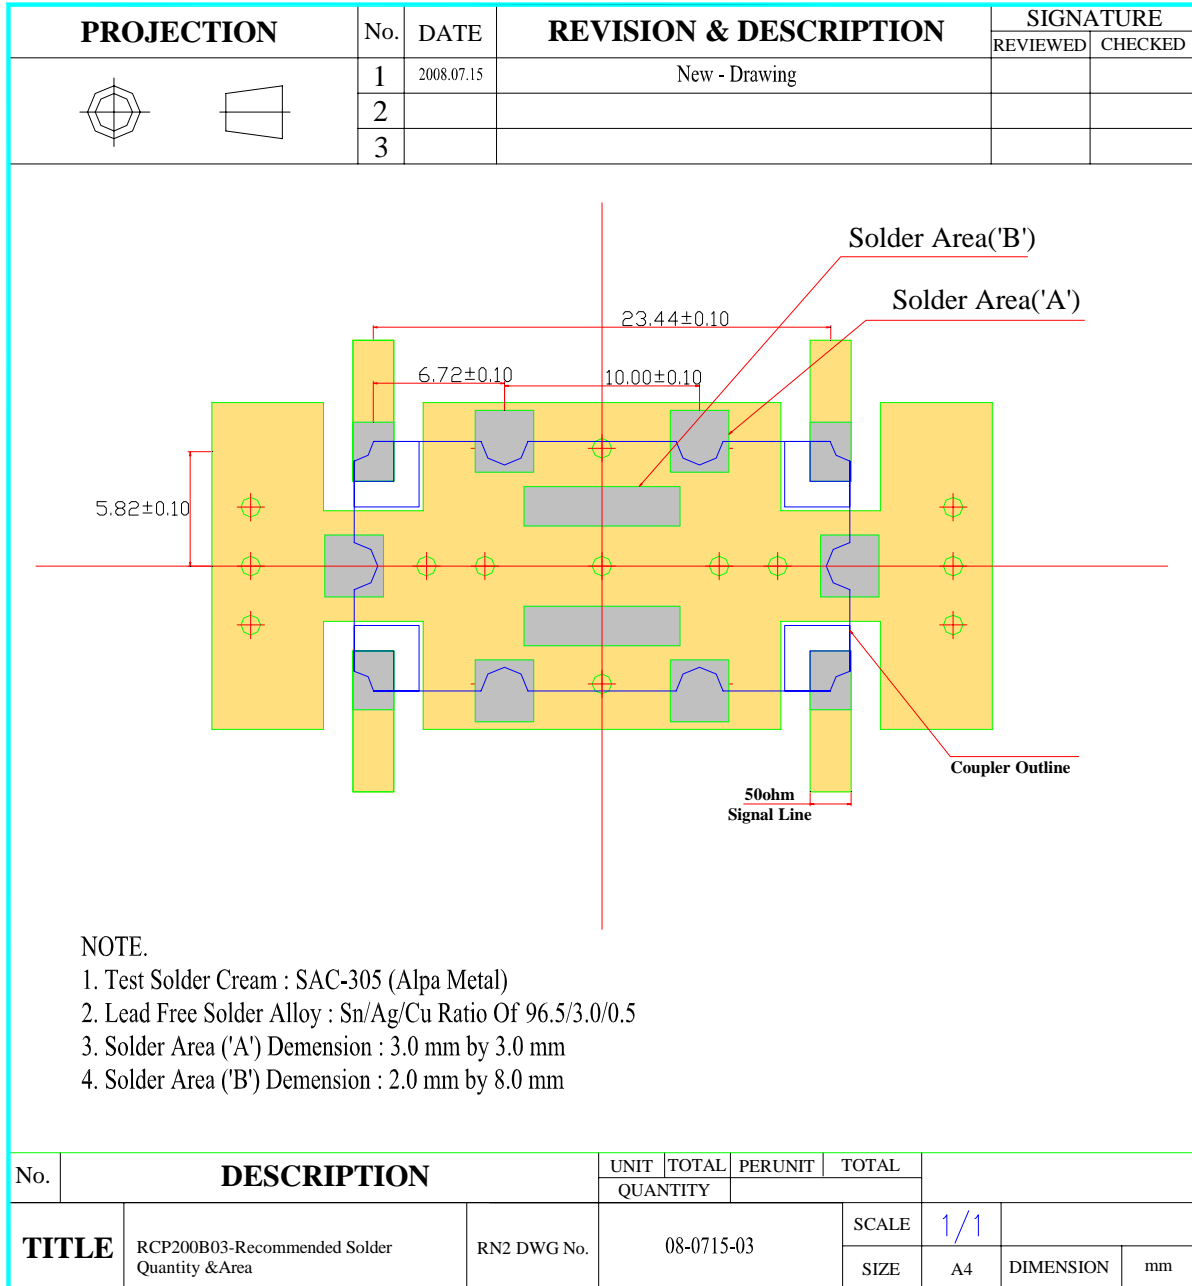 PROJECTION
No. DATE REVISION & DESCRIPTION SIGNATURE
REVIEWED CHECKED
1 2008.07.15 New - Drawing
2
3
Solder Area('B')
Solder Area('A')
23.44±0.10
6.72±0.10
10.00±0.10
5.82±0.10
Coupler Outline
50ohm
Signal Line
NOTE.
1. Test Solder Cream : SAC-305 (Alpa Metal)
2. Lead Free Solder Alloy : Sn/Ag/Cu Ratio Of 96.5/3.0/0.5
3. Solder Area ('A') Demension : 3.0 mm by 3.0 mm
4. Solder Area ('B') Demension : 2.0 mm by 8.0 mm
No. DESCRIPTION UNIT TOTAL PERUNIT TOTAL
QUANTITY
TITLE RCP200B03-Recommended Solder
Quantity &Area
RN2 DWG No. 08-0715-03
SCALE 1/1
SIZE A4 DIMENSION mm